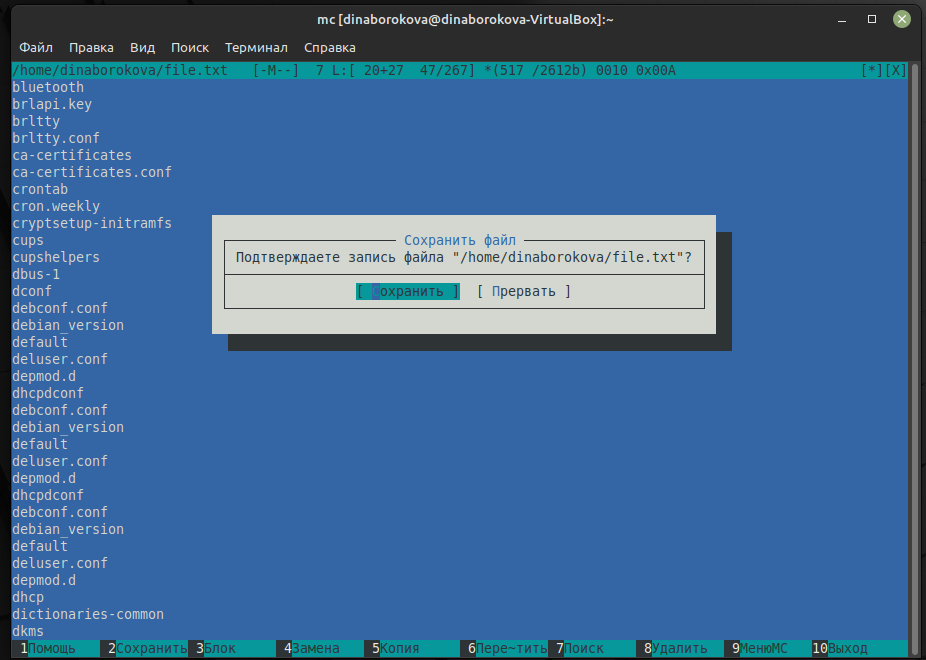 mc [dinaborokova@dinaborokova-VirtualBox]:~
Файл Правка Вид Поиск Терминал Справка
/home/dinaborokova/file.txt [-M--] 7 L:[ 20+27 47/267] *(517 /2612b) 0010 0x00A [*][X]
bluetooth
brlapi.key
brltty
brltty.conf
ca-certificates
ca-certificates.conf
crontab
cron.weekly
cryptsetup-initramfs
cups
cupshelpers
dbus-1
dconf
debconf.conf
debian_version
default
deluser.conf
depmod.d
dhcpdconf
debconf.conf
debian_version
default
deluser.conf
depmod.d
dhcpdconf
debconf.conf
debian_version
default
deluser.conf
depmod.d
dhcp
dictionaries-common
dkms
Сохранить файл
Подтверждаете запись файла "/home/dinaborokova/file.txt"?
[ Сохранить ] [ Прервать ]
1Помощь 2Сохранить 3Блок 4Замена 5Копия 6Пере~тить 7Поиск 8Удалить 9МенюMC 10Выход